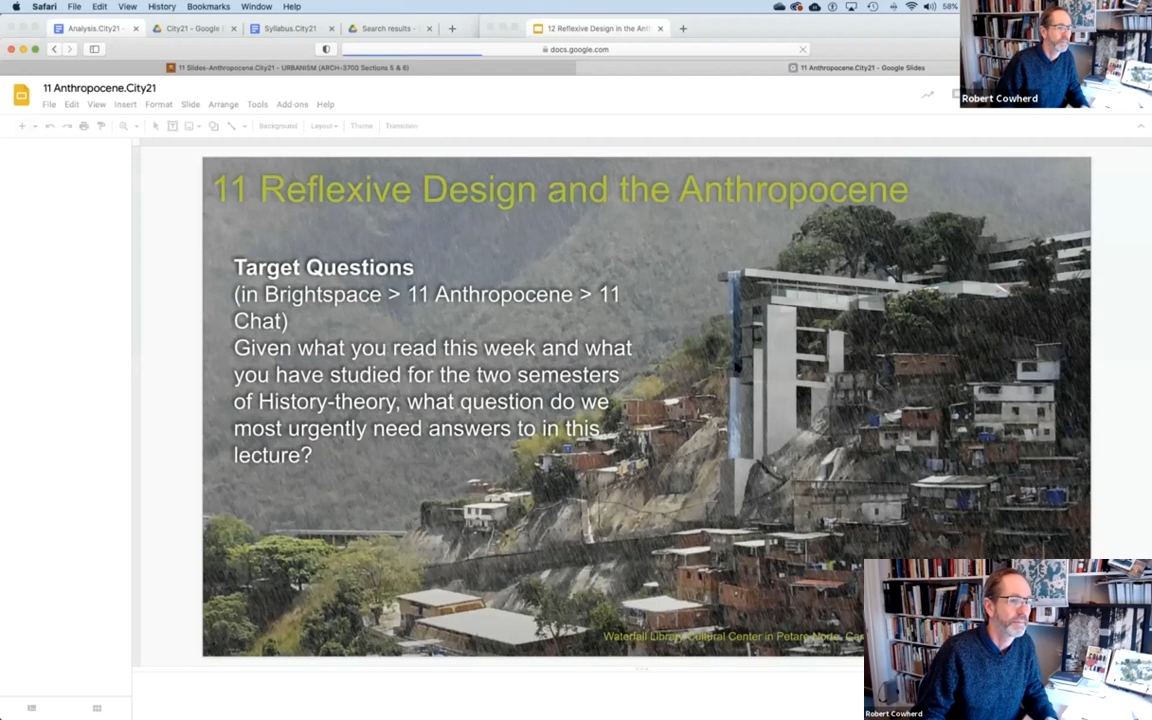 Safari File Edit View History Bookmarks Window Help 58%
Analysis.City21 - City21 - Google Syllabus.City21 Search results - 12 Reflexive Design in the Ant
docs.google.com
11 Slides-Anthropocene.City21 - URBANISM (ARCH-3700 Sections 5 & 6) 11 Anthropocene.City21 - Google Slides
11 Anthropocene.City21
File Edit View Insert Format Slide Arrange Tools Add-ons Help
Background Layout Theme Transition
Robert Cowherd
11 Reflexive Design and the Anthropocene
Target Questions
(in Brightspace > 11 Anthropocene > 11
Chat)
Given what you read this week and what
you have studied for the two semesters
of History-theory, what question do we
most urgently need answers to in this
lecture?
Waterfall Library Cultural Center in Petare Norte,
Robert Cowherd